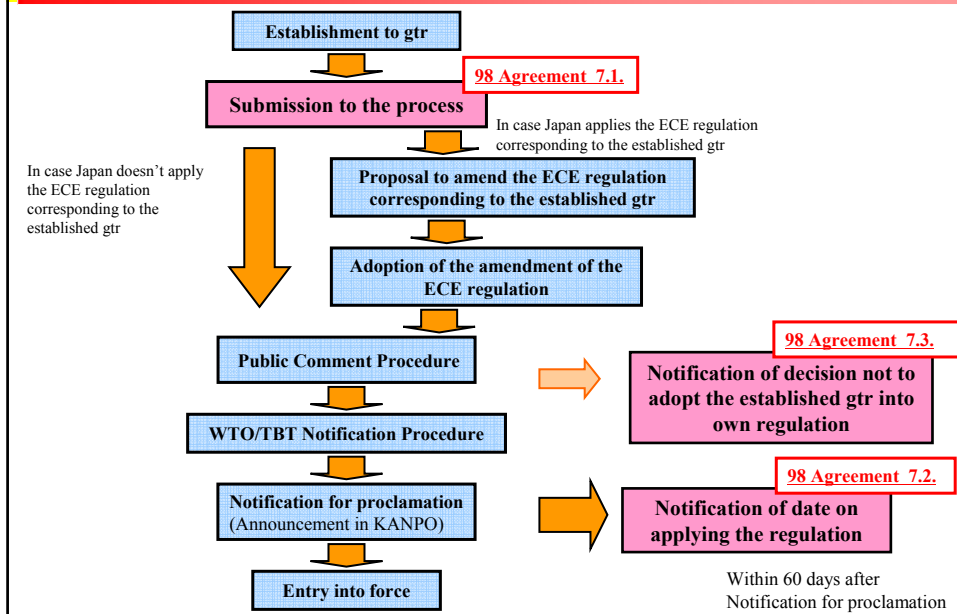 Establishment to gtr
98 Agreement 7.1.
Submission to the process
In case Japan applies the ECE regulation
corresponding to the established gtr
In case Japan doesn’t apply
the ECE regulation
corresponding to the
established gtr
Proposal to amend the ECE regulation
corresponding to the established gtr
Adoption of the amendment of the
ECE regulation
Public Comment Procedure
98 Agreement 7.3.
Notification of decision not to
adopt the established gtr into
own regulation
WTO/TBT Notification Procedure
98 Agreement 7.2.
Notification for proclamation
(Announcement in KANPO)
Notification of date on
applying the regulation
Entry into force
Within 60 days after
Notification for proclamation